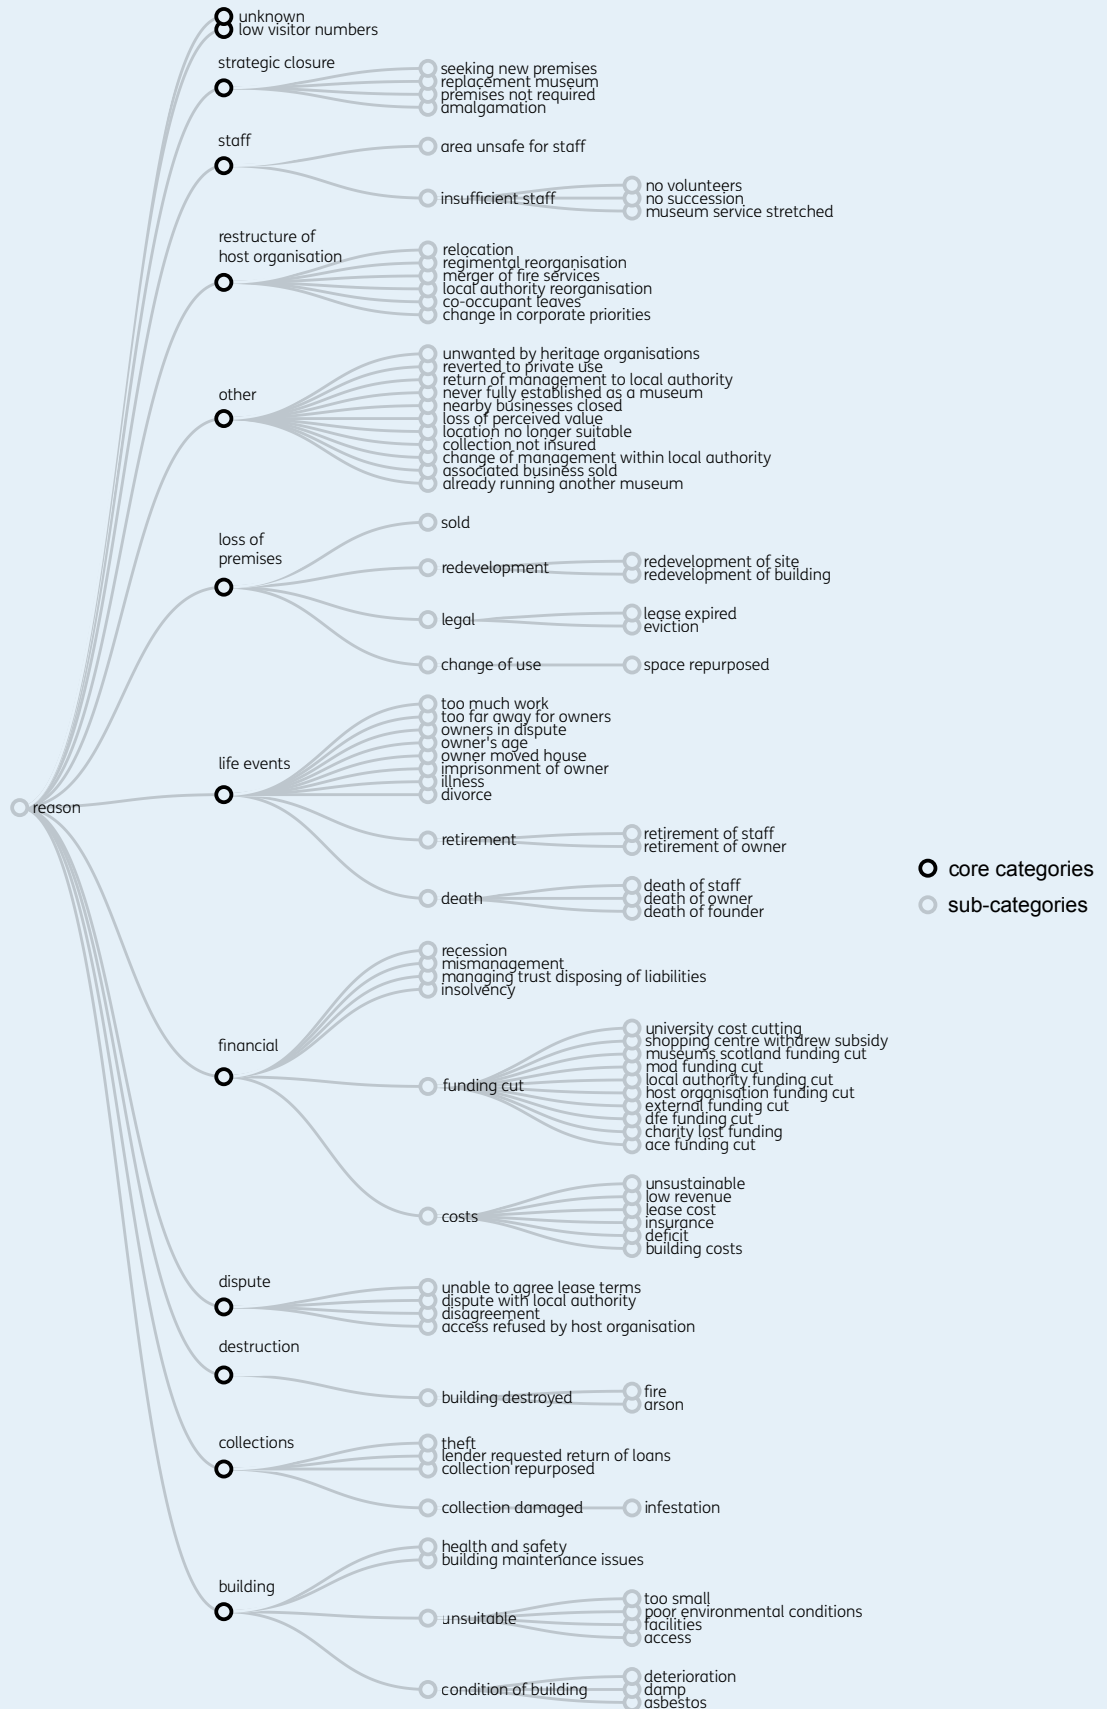 unknown
low visitor numbers
strategic closure
seeking new premises
replacement museum
premises not required
amalgamation
staff
area unsafe for staff
insufficient staff
no volunteers
no succession
museum service stretched
restructure of
host organisation
relocation
regimental reorganisation
merger of fire services
local authority reorganisation
co-occupant leaves
change in corporate priorities
other
unwanted by heritage organisations
reverted to private use
return of management to local authority
never fully established as a museum
nearby businesses closed
loss of perceived value
location no longer suitable
collection not insured
change of management within local authority
associated business sold
already running another museum
loss of
premises
sold
redevelopment
redevelopment of site
redevelopment of building
legal
lease expired
eviction
change of use
space repurposed
reason
life events
too much work
too far away for owners
owners in dispute
owner's age
owner moved house
imprisonment of owner
illness
divorce
retirement
retirement of staff
retirement of owner
death
death of staff
death of owner
death of founder
core categories
sub-categories
financial
recession
mismanagement
managing trust disposing of liabilities
insolvency
funding cut
university cost cutting
shopping centre withdrew subsidy
museums scotland funding cut
mod funding cut
local authority funding cut
host organisation funding cut
external funding cut
dfe funding cut
charity lost funding
ace funding cut
costs
unsustainable
low revenue
lease cost
insurance
deficit
building costs
dispute
unable to agree lease terms
dispute with local authority
disagreement
access refused by host organisation
destruction
building destroyed
fire
arson
collections
theft
lender requested return of loans
collection repurposed
collection damaged
infestation
building
health and safety
building maintenance issues
unsuitable
too small
poor environmental conditions
facilities
access
condition of building
deterioration
damp
asbestos